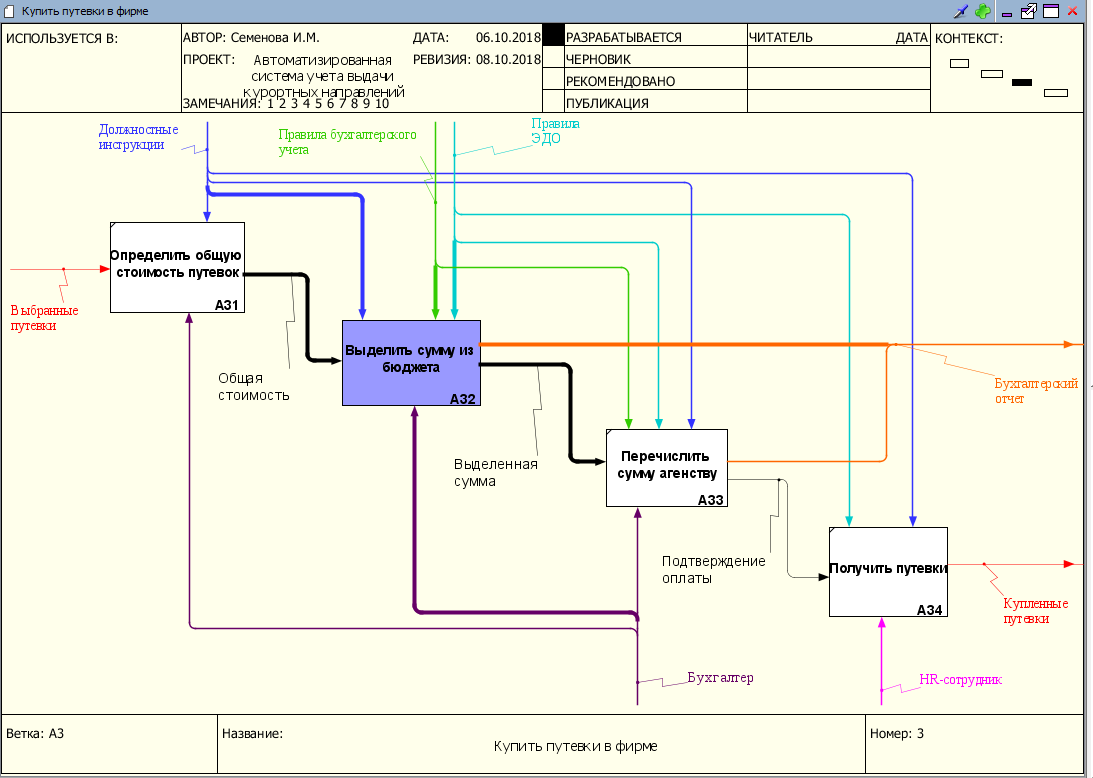 Купить путевки в фирме
ИСПОЛЬЗУЕТСЯ В:
АВТОР: Семенова И.М.
ДАТА: 06.10.2018
ПРОЕКТ: Автоматизированная
система учета выдачи
курортных направлений
РЕВИЗИЯ: 08.10.2018
ЗАМЕЧАНИЯ: 1 2 3 4 5 6 7 8 9 10
РАЗРАБАТЫВАЕТСЯ
ЧЕРНОВИК
РЕКОМЕНДОВАНО
ПУБЛИКАЦИЯ
ЧИТАТЕЛЬ ДАТА
КОНТЕКСТ:
Должностные
инструкции
Правила бухгалтерского
учета
Правила
ЭДО
Определить общую
стоимость путевок
A31
Выбранные
путевки
Общая
стоимость
Выделить сумму из
бюджета
A32
Бухгалтерский
отчет
Выделенная
сумма
Перечислить
сумму агенству
A33
Подтверждение
оплаты
Получить путевки
A34
Купленные
путевки
Бухгалтер
HR-сотрудник
Ветка: A3
Название:
Купить путевки в фирме
Номер: 3